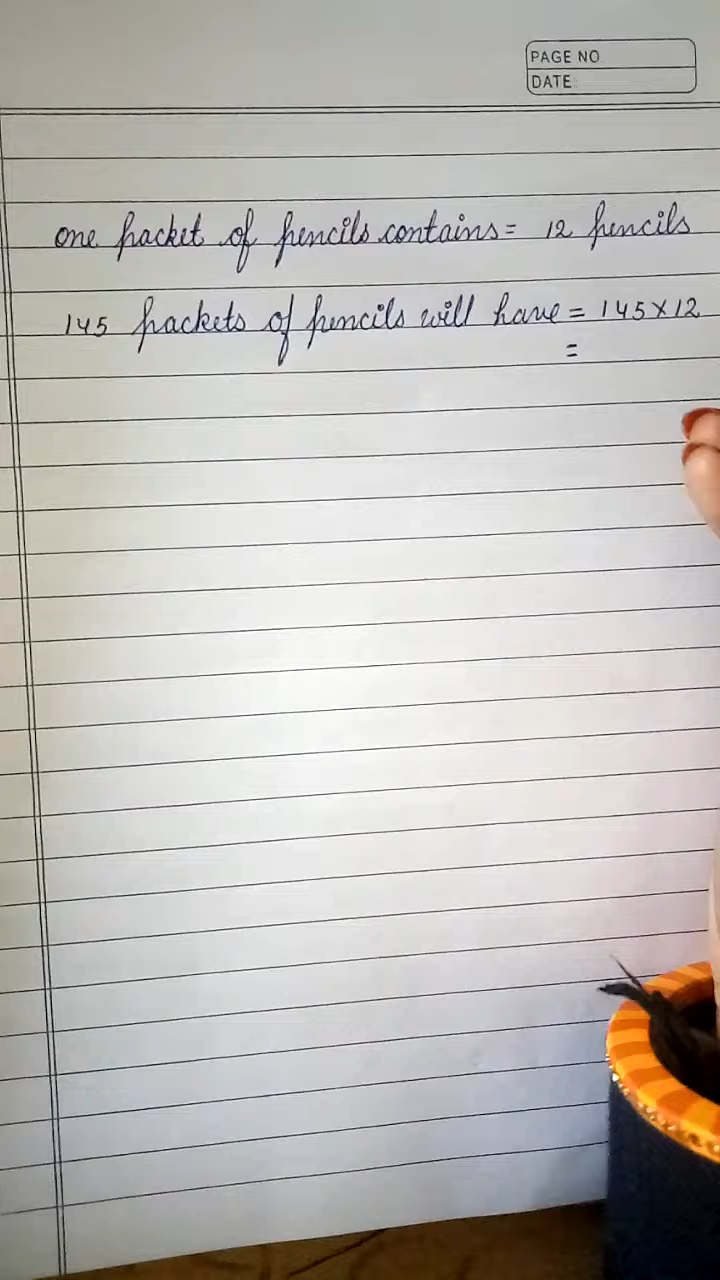 PAGE NO
DATE:
one packet of pencils contains = 12 pencils
145 packets of pencils will have = 145 × 12
=